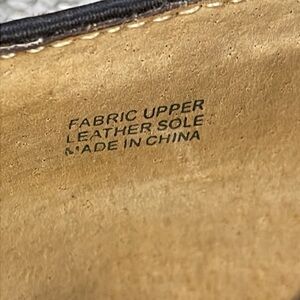 FABRIC UPPER
LEATHER SOLE
MADE IN CHINA